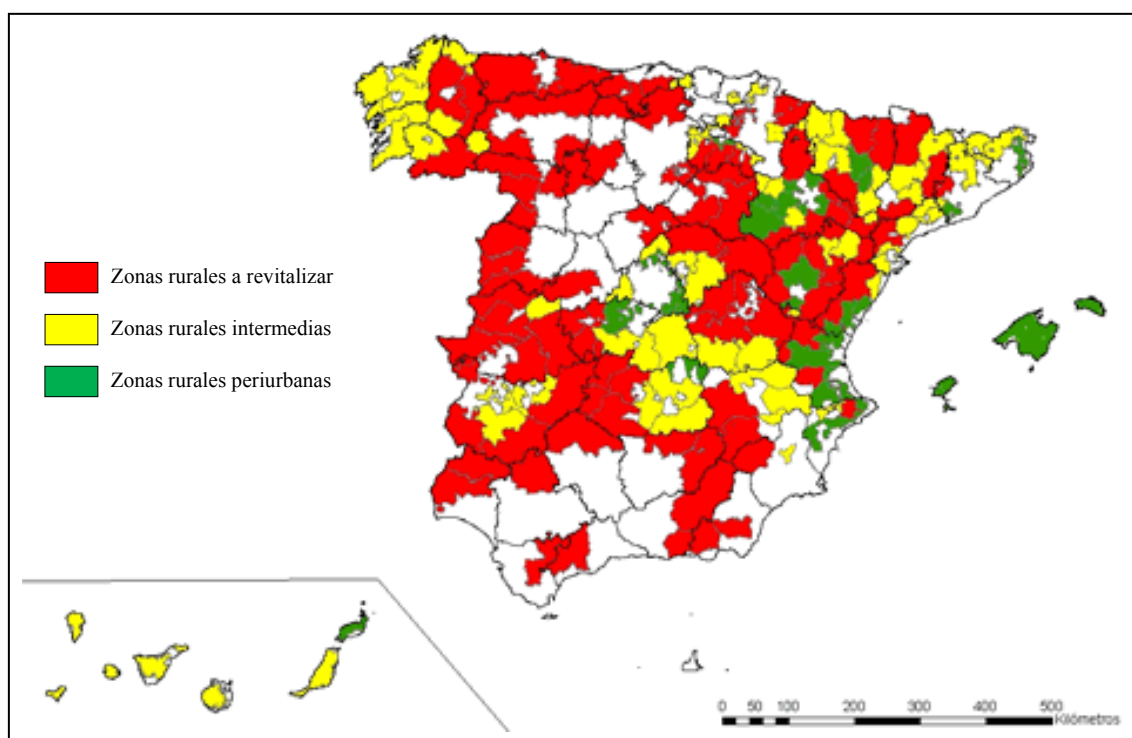 Zonas rurales a revitalizar
Zonas rurales intermedias
Zonas rurales periurbanas
0 50 100 200 300 400 500
Kilómetros